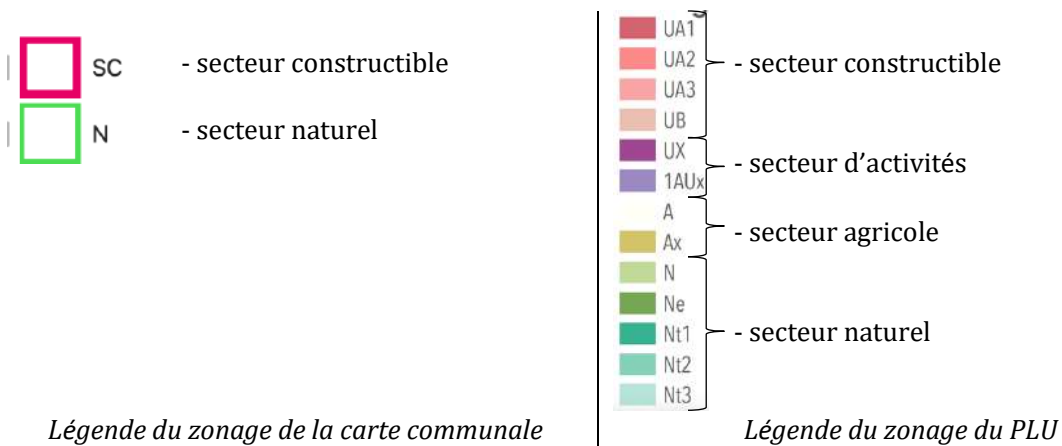 SC - secteur constructible
N - secteur naturel
Légende du zonage de la carte communale
UA1
UA2 - secteur constructible
UA3
UB
UX
- secteur d’activités
1AUx
A
- secteur agricole
Ax
N
Ne
Nt1 - secteur naturel
Nt2
Nt3
Légende du zonage du PLU